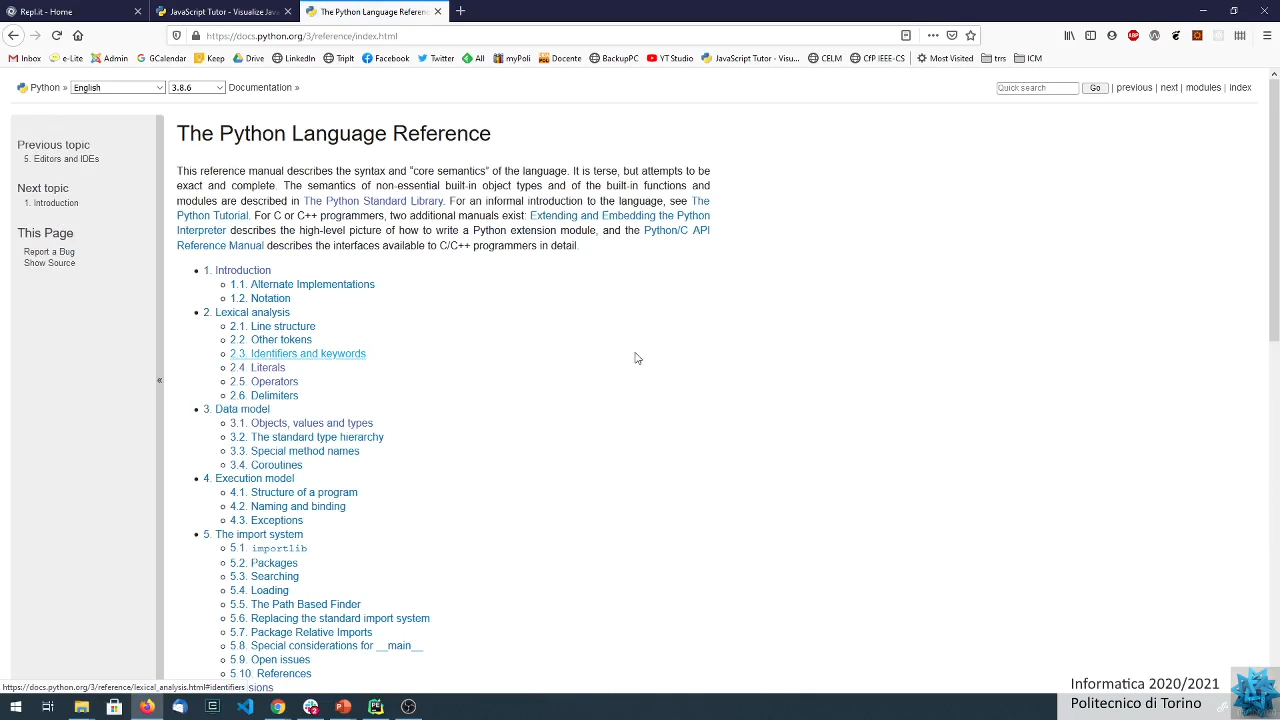 Repl.it - Home
JavaScript Tutor - Visualize Java
The Python Language Reference
https://docs.python.org/3/reference/index.html
Inbox
e-Lite
Admin
GCalendar
Keep
Drive
LinkedIn
TripIt
Facebook
Twitter
All
myPoli
Docente
BackupPC
YT Studio
JavaScript Tutor - Visu...
CELM
CfP IEEE-CS
Most Visited
trrs
ICM
Python » English 3.8.6 Documentation »
Quick search Go | previous | next | modules | index
Previous topic
5. Editors and IDEs
Next topic
1. Introduction
This Page
Report a Bug
Show Source
«
The Python Language Reference
This reference manual describes the syntax and “core semantics” of the language. It is terse, but attempts to be
exact and complete. The semantics of non-essential built-in object types and of the built-in functions and
modules are described in The Python Standard Library. For an informal introduction to the language, see The
Python Tutorial. For C or C++ programmers, two additional manuals exist: Extending and Embedding the Python
Interpreter describes the high-level picture of how to write a Python extension module, and the Python/C API
Reference Manual describes the interfaces available to C/C++ programmers in detail.
1. Introduction
1.1. Alternate Implementations
1.2. Notation
2. Lexical analysis
2.1. Line structure
2.2. Other tokens
2.3. Identifiers and keywords
2.4. Literals
2.5. Operators
2.6. Delimiters
3. Data model
3.1. Objects, values and types
3.2. The standard type hierarchy
3.3. Special method names
3.4. Coroutines
4. Execution model
4.1. Structure of a program
4.2. Naming and binding
4.3. Exceptions
5. The import system
5.1. importlib
5.2. Packages
5.3. Searching
5.4. Loading
5.5. The Path Based Finder
5.6. Replacing the standard import system
5.7. Package Relative Imports
5.8. Special considerations for __main__
5.9. Open issues
5.10. References
https://docs.python.org/3/reference/lexical_analysis.html#identifiers
sions
Informatica 2020/2021
Politecnico di Torino